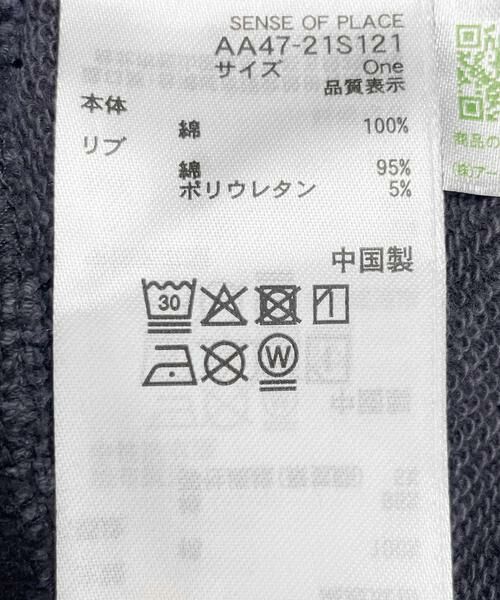 SENSE OF PLACE
AA47-21S121
サイズ One
品質表示
本体
綿 100%
リブ
綿 95%
ポリウレタン 5%
中国製
30
W
商品の
(株)アー